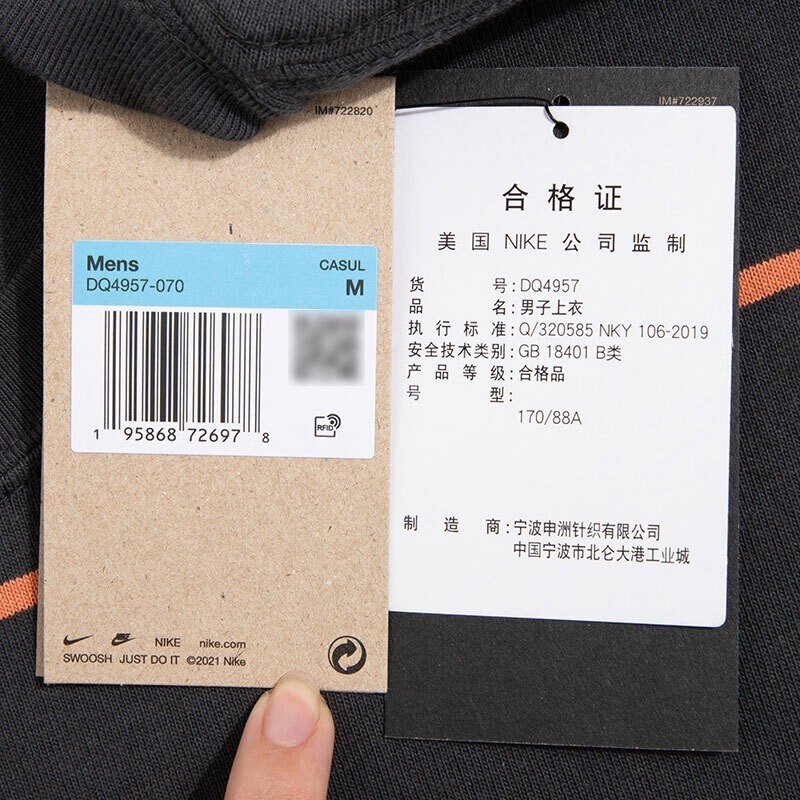 IM#722820
Mens
CASUL
DQ4957-070
M
1 95868 72697 8
RFID
NIKE nike.com
SWOOSH JUST DO IT ©2021 Nike
IM#722937
合格证
美国NIKE公司监制
货号:DQ4957
品名:男子上衣
执行标准:Q/320585 NKY 106-2019
安全技术类别:GB 18401 B类
产品等级:合格品
号型:
170/88A
制造商:宁波申洲针织有限公司
中国宁波市北仑大港工业城